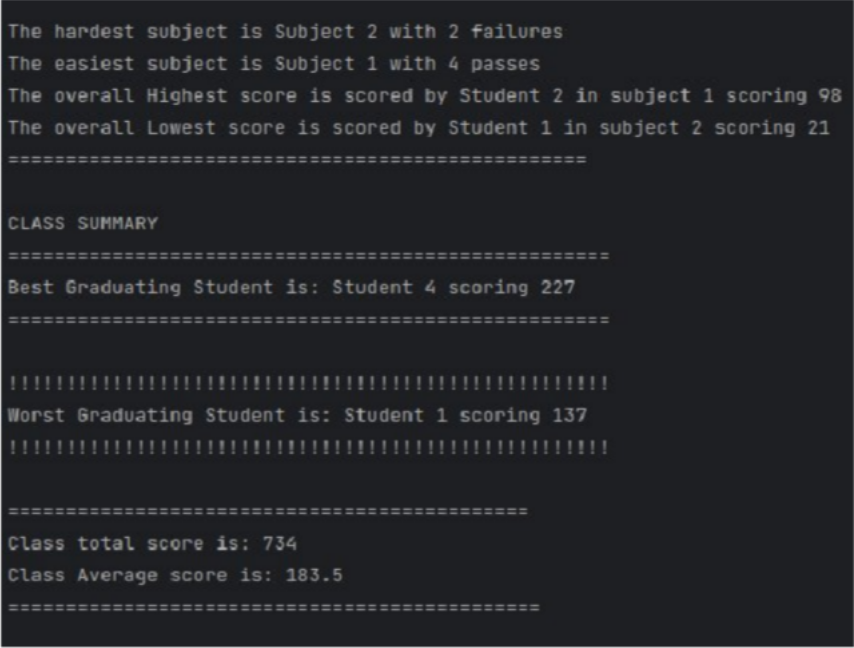 The hardest subject is Subject 2 with 2 failures
The easiest subject is Subject 1 with 4 passes
The overall Highest score is scored by Student 2 in subject 1 scoring 98
The overall Lowest score is scored by Student 1 in subject 2 scoring 21
==================================================
CLASS SUMMARY
====================================================
Best Graduating Student is: Student 4 scoring 227
====================================================
!!!!!!!!!!!!!!!!!!!!!!!!!!!!!!!!!!!!!!!!!!!!!!!!!!!!
Worst Graduating Student is: Student 1 scoring 137
!!!!!!!!!!!!!!!!!!!!!!!!!!!!!!!!!!!!!!!!!!!!!!!!!!!!
=============================================
Class total score is: 734
Class Average score is: 183.5
==============================================